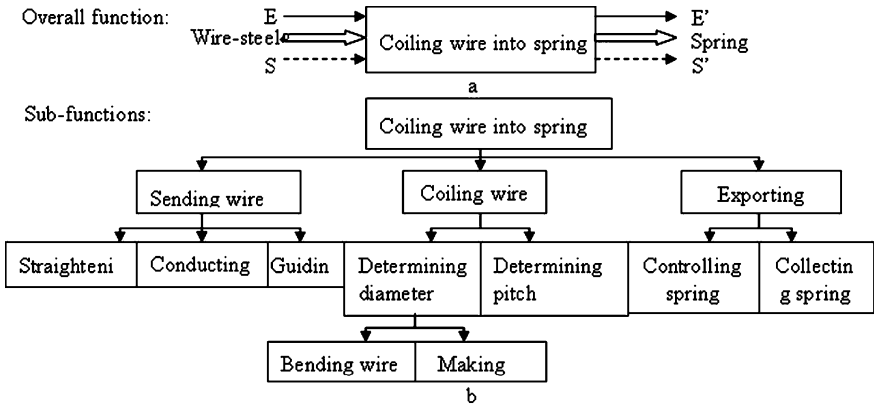 Overall function:
E
E’
Wire-steel
Coiling wire into spring
Spring
S
S’
a
Sub-functions:
Coiling wire into spring
Sending wire
Coiling wire
Exporting
Straighteni
Conducting
Guidin
Determining
diameter
Determining
pitch
Controlling
spring
Collectin
g spring
Bending wire
Making
b